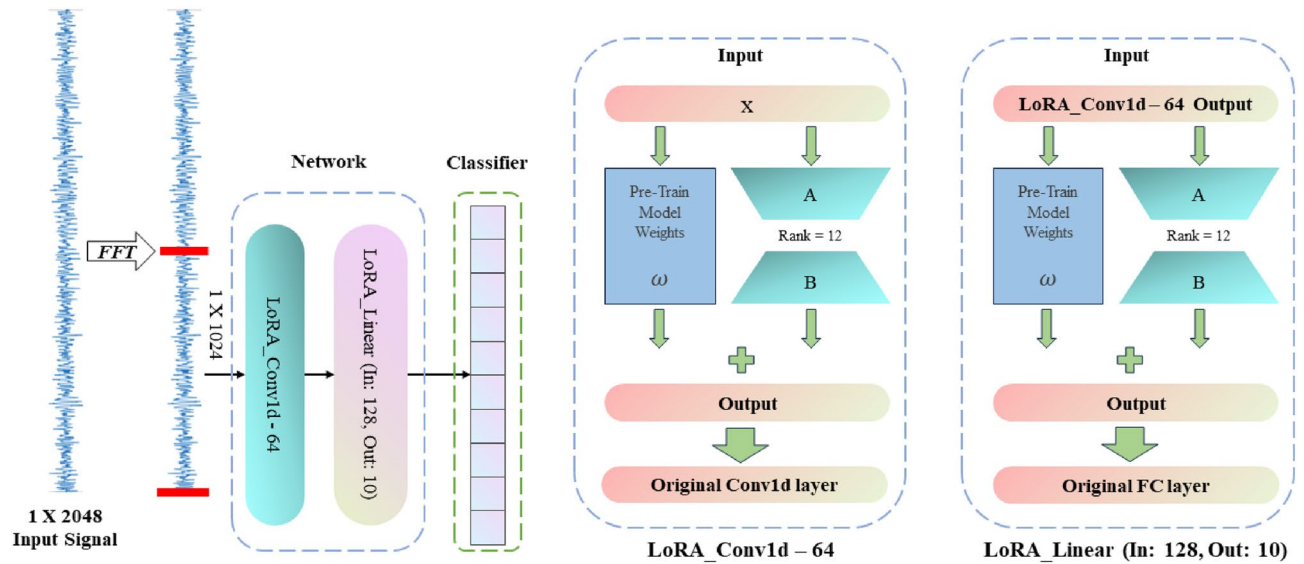 1 X 2048
Input Signal
FFT
1 X 1024
Network
LoRA_Conv1d - 64
LoRA_Linear (In: 128, Out: 10)
Classifier
Input
X
Pre-Train
Model
Weights
ω
A
Rank = 12
B
Output
Original Conv1d layer
LoRA_Conv1d – 64
Input
LoRA_Conv1d – 64 Output
Pre-Train
Model
Weights
ω
A
Rank = 12
B
Output
Original FC layer
LoRA_Linear (In: 128, Out: 10)